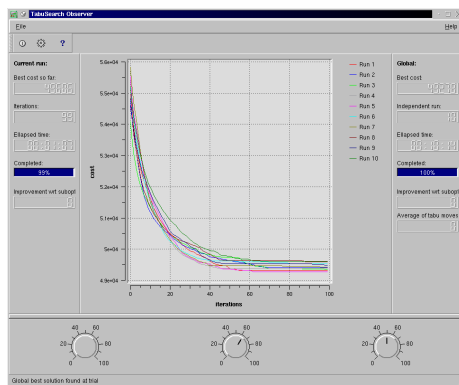 TabuSearch Observer
File
Help
?
Current run:
Best cost so far:
Iterations:
99
Ellapsed time:
Completed:
99%
Improvement wrt subopt
0
5.6e+04
5.4e+04
5.3e+04
5.2e+04
5.1e+04
5e+04
4.9e+04
cost
0
20
40
60
80
100
iterations
Run 1
Run 2
Run 3
Run 4
Run 5
Run 6
Run 7
Run 8
Run 9
Run 10
Global:
Best cost:
Independent run:
10
Ellapsed time:
Completed:
100%
Improvement wrt subopt
0
Average of tabu moves
0
40 60
20 80
0 100
40 60
20 80
0 100
40 60
20 80
0 100
Global best solution found at trial